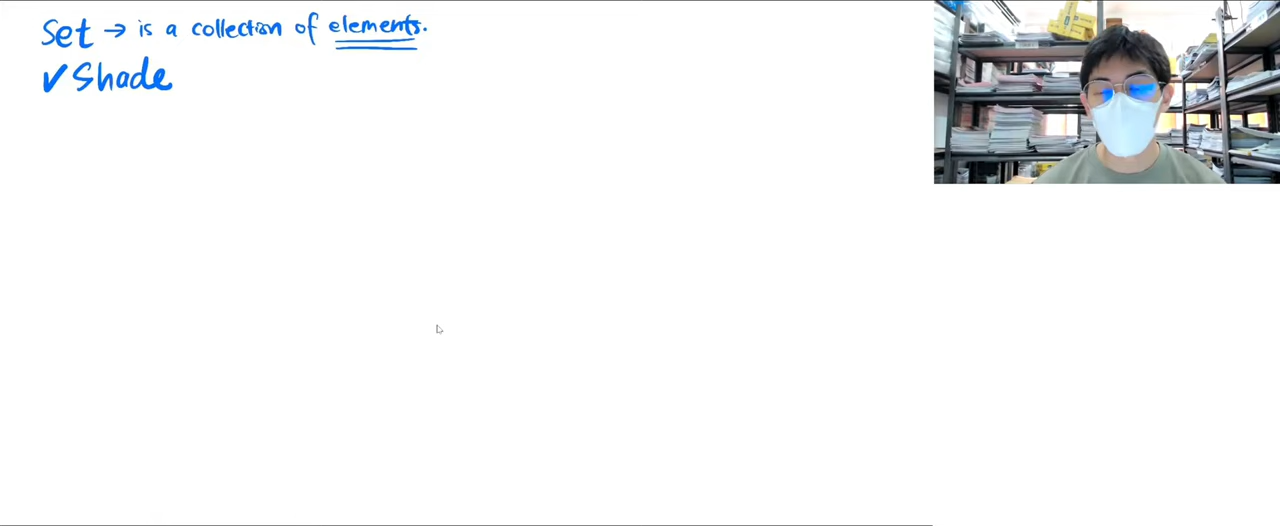 Set → is a collection of elements.
✓ Shade